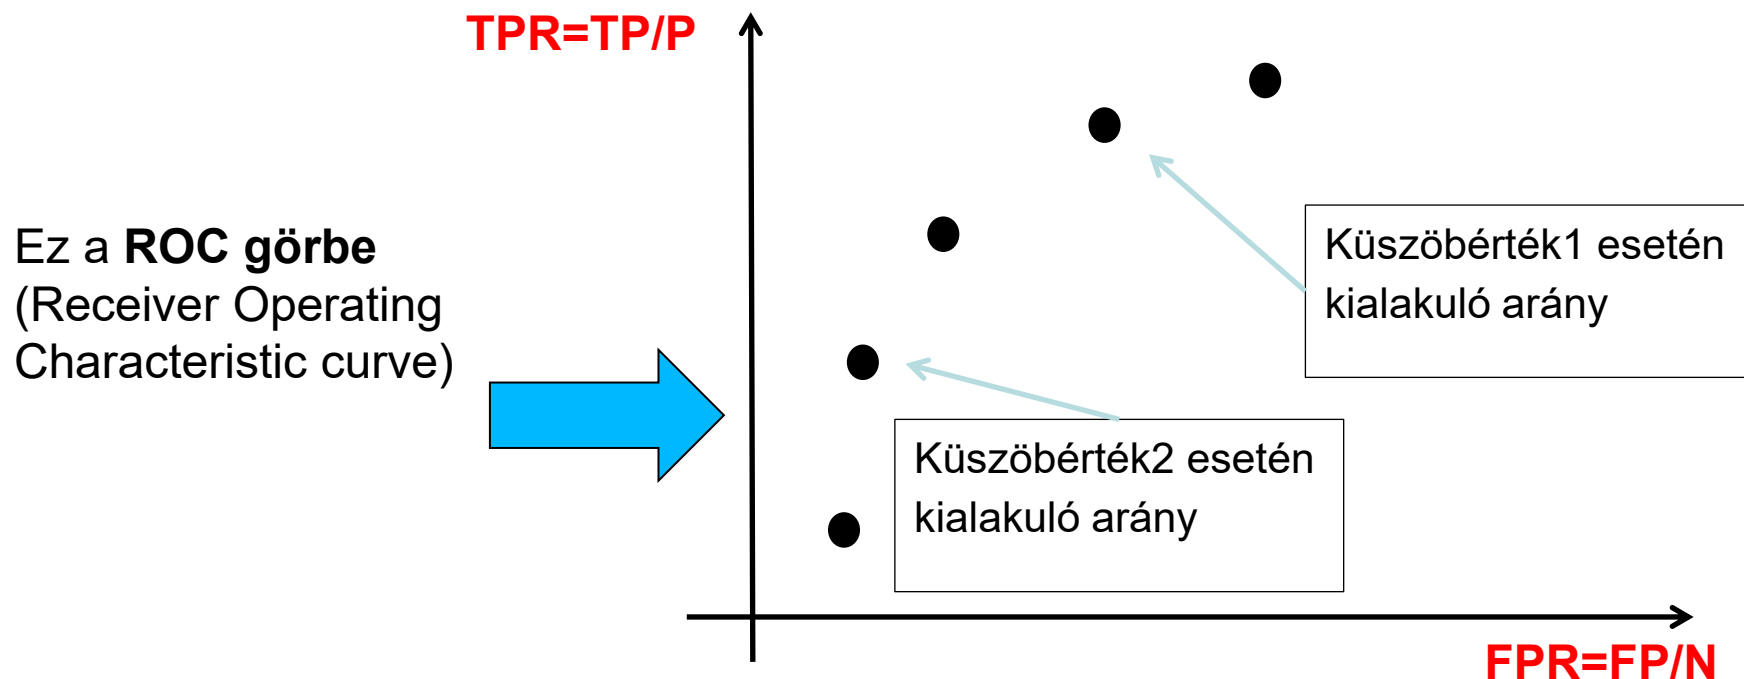 TPR=TP/P
Ez a ROC görbe
(Receiver Operating
Characteristic curve)
Küszöbérték1 esetén
kialakuló arány
Küszöbérték2 esetén
kialakuló arány
FPR=FP/N